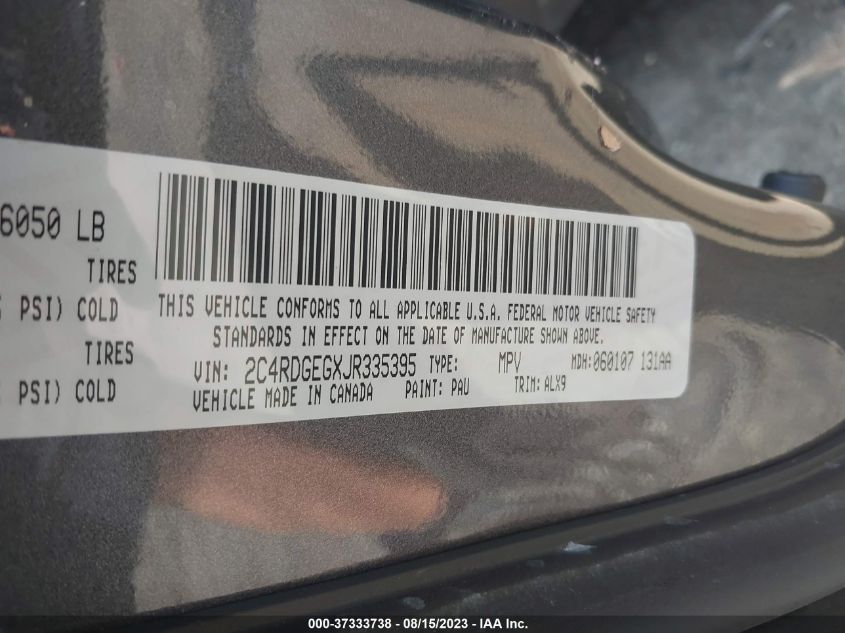 6050 LB
TIRES
PSI) COLD
TIRES
PSI) COLD
THIS VEHICLE CONFORMS TO ALL APPLICABLE U.S.A. FEDERAL MOTOR VEHICLE SAFETY
STANDARDS IN EFFECT ON THE DATE OF MANUFACTURE SHOWN ABOVE.
VIN: 2C4RDGEGXJR335395 TYPE: MPV MDH:060107 131AA
VEHICLE MADE IN CANADA PAINT: PAU TRIM: ALX9
000-37333738 - 08/15/2023 - IAA Inc.